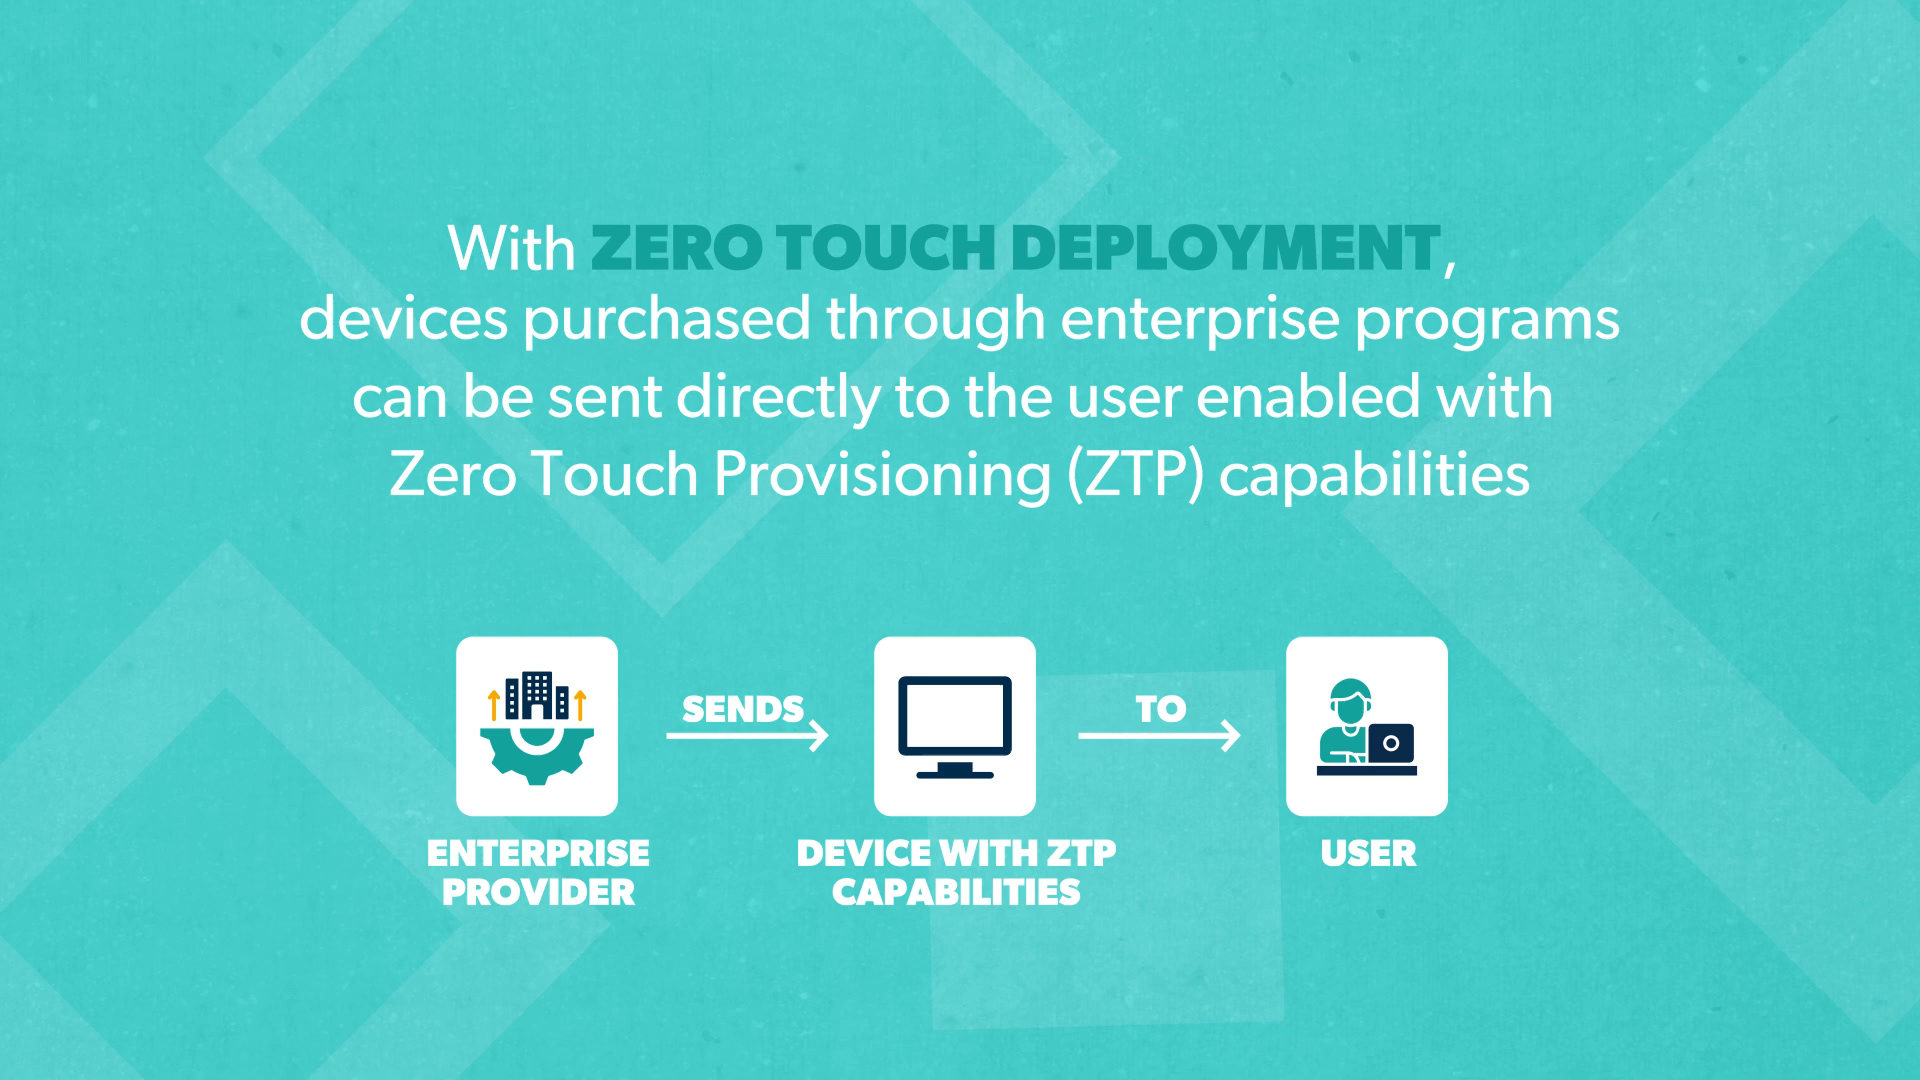 With ZERO TOUCH DEPLOYMENT,
devices purchased through enterprise programs
can be sent directly to the user enabled with
Zero Touch Provisioning (ZTP) capabilities
SENDS
TO
ENTERPRISE
PROVIDER
DEVICE WITH ZTP
CAPABILITIES
USER